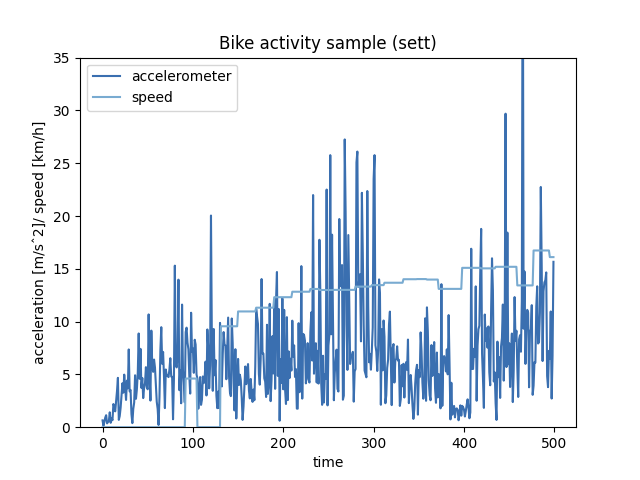 Bike activity sample (sett)
accelerometer
speed
35
30
25
20
15
10
5
0
acceleration [m/s^2]/ speed [km/h]
0
100
200
300
400
500
time